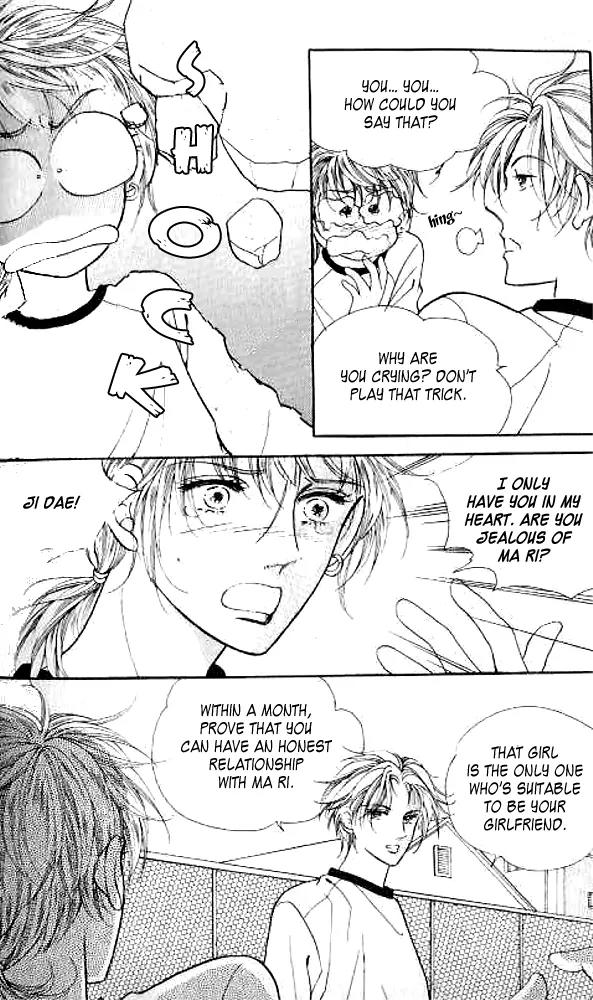 SHOCK
YOU... YOU...
HOW COULD YOU
SAY THAT?
hing~
WHY ARE
YOU CRYING? DON'T
PLAY THAT TRICK.
JI DAE!
I ONLY
HAVE YOU IN MY
HEART. ARE YOU
JEALOUS OF
MA RI?
WITHIN A MONTH,
PROVE THAT YOU
CAN HAVE AN HONEST
RELATIONSHIP
WITH MA RI.
THAT GIRL
IS THE ONLY ONE
WHO'S SUITABLE
TO BE YOUR
GIRLFRIEND.